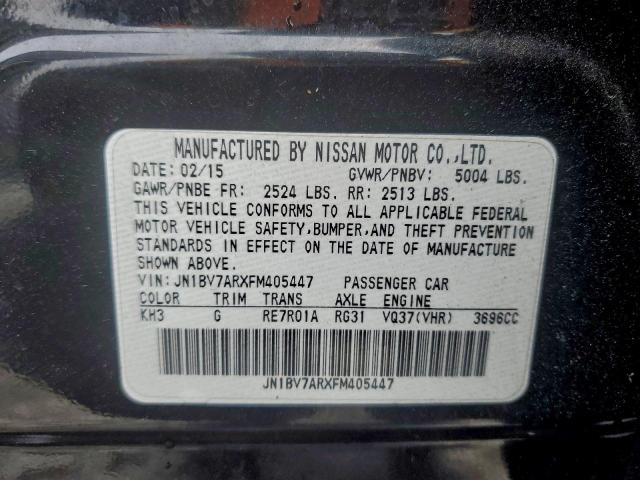 MANUFACTURED BY NISSAN MOTOR CO.,LTD.
DATE: 02/15 GVWR/PNBV: 5004 LBS.
GAWR/PNBE FR: 2524 LBS. RR: 2513 LBS.
THIS VEHICLE CONFORMS TO ALL APPLICABLE FEDERAL
MOTOR VEHICLE SAFETY,BUMPER,AND THEFT PREVENTION
STANDARDS IN EFFECT ON THE DATE OF MANUFACTURE
SHOWN ABOVE.
VIN: JN1BV7ARXFM405447 PASSENGER CAR
COLOR TRIM TRANS AXLE ENGINE
KH3 G RE7R01A RG31 VQ37(VHR) 3696CC
JN1BV7ARXFM405447